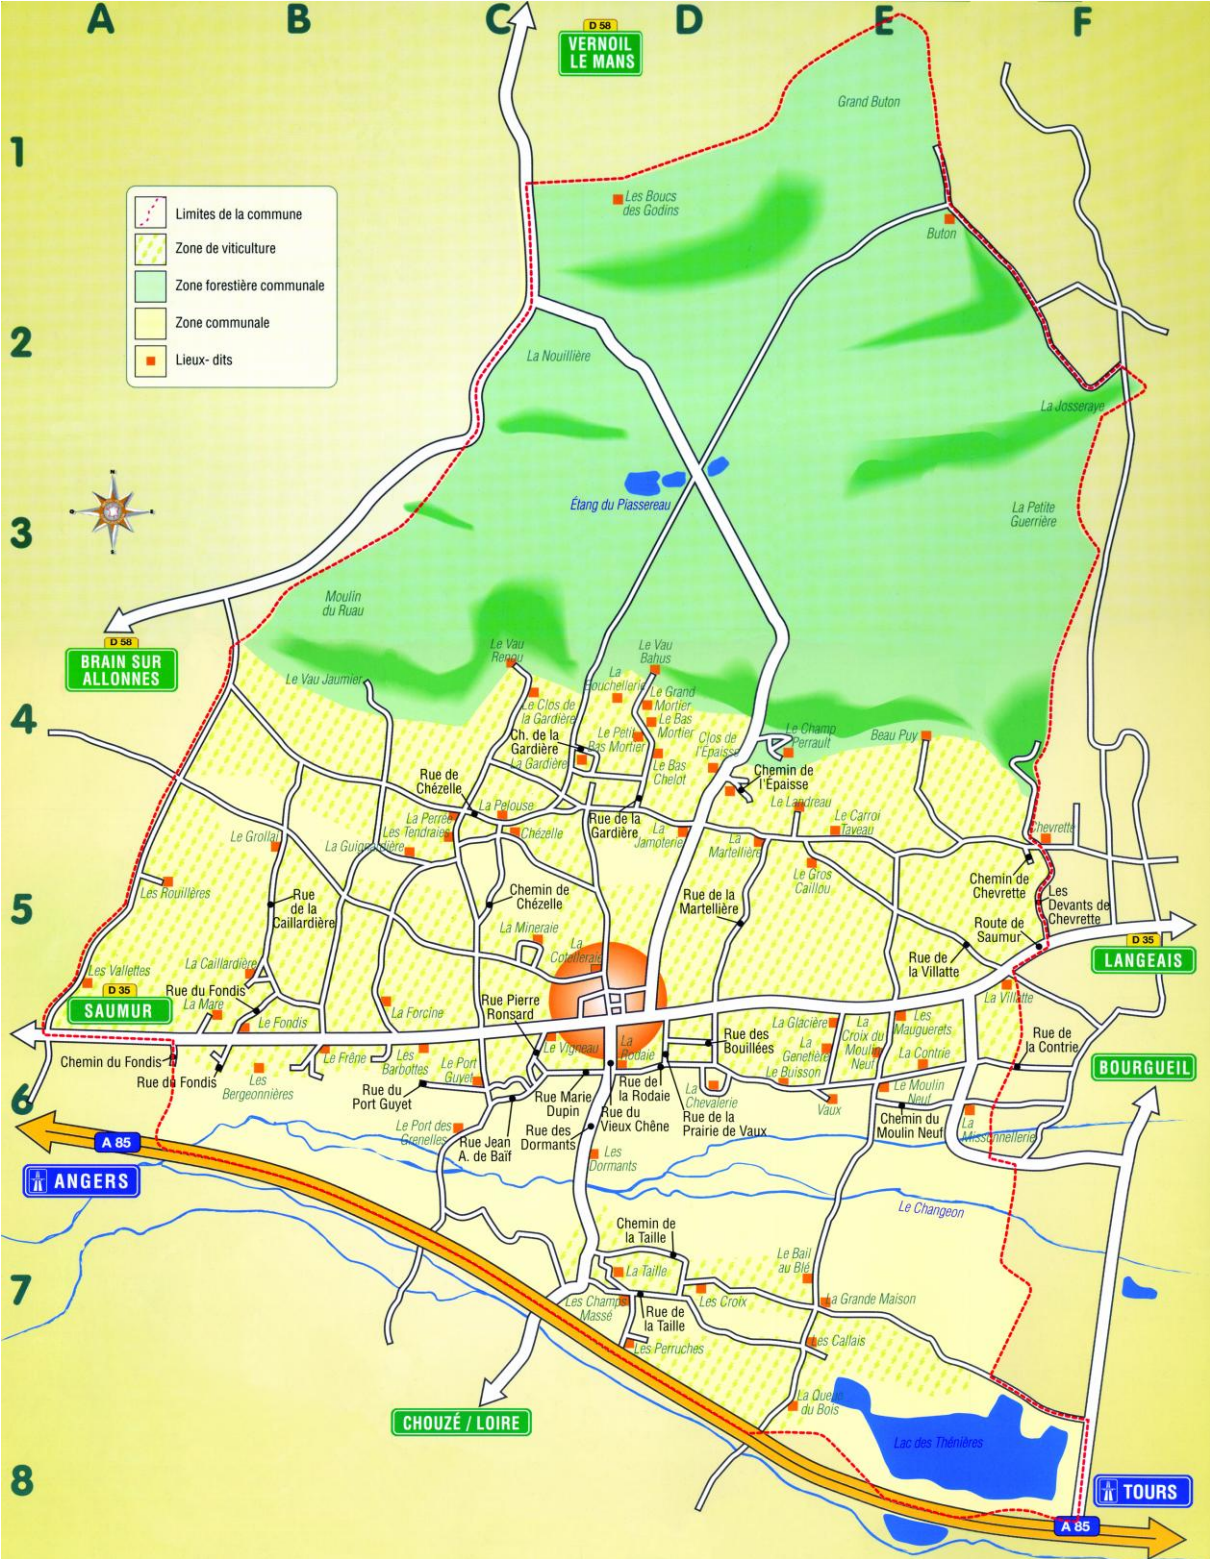 A
B
C
D
E
F
D 58
VERNOIL
LE MANS
Grand Buton
1
Les Boucs
des Godins
Limites de la commune
Zone de viticulture
Zone forestière communale
Zone communale
Lieux- dits
Buton
2
La Nouillière
La Josseraye
Étang du Piassereau
La Petite
Guerrière
3
Moulin
du Ruau
D 58
BRAIN SUR
ALLONNES
Le Vau Jaumier
Le Vau
Renou
Le Vau
Bahus
La
Bouchellerie
Le Grand
Mortier
Le Clos de
la Gardière
Le Bas
Mortier
4
Ch. de la
Gardière
Le Petit
Bas Mortier
Clos de
l'Épaisse
Le Champ
Perrault
Beau Puy
La Gardière
Le Bas
Chelot
Chemin de
l'Épaisse
Rue de
Chézelle
La Pelouse
Le Landreau
La Perrée
Les Tendraies
Chézelle
Rue de la
Gardière
Le Carroi
Taveau
Chevrette
Le Grollai
La Guignardière
La
Jamoterie
La
Martellière
Le Gros
Caillou
Chemin de
Chevrette
Les Rouillères
Rue
de la
Caillardière
Chemin de
Chézelle
Rue de la
Martellière
Les
Devants de
Chevrette
5
La Mineraie
Route de
Saumur
La
Cotelleraie
Rue de
la Villatte
D 35
LANGEAIS
Les Vallettes
La Caillardière
D 35
SAUMUR
Rue du Fondis
La Mare
Rue Pierre
Ronsard
La Villatte
Le Fondis
La Forcine
La Glacière
La
Croix du
Moulin
Neuf
Les
Mauguerets
Rue des
Bouillées
Rue de
la Contrie
Chemin du Fondis
Le Frêne
Les
Barbottes
Le Vigneau
La
Rodaie
La
Genetière
La Contrie
BOURGUEIL
Rue du Fondis
Les
Bergeonnières
Le Port
Guyet
Le Buisson
Rue du
Port Guyet
Rue Marie
Dupin
Rue de
la Rodaie
La
Chevalerie
Vaux
Le Moulin
Neuf
6
Le Port des
Grenelles
Rue Jean
A. de Baïf
Rue des
Dormants
Rue du
Vieux Chêne
Rue de la
Prairie de Vaux
Chemin du
Moulin Neuf
La
Missonnellerie
A 85
ANGERS
Les
Dormants
Le Changeon
Chemin de
la Taille
Le Bail
au Blé
7
La Taille
Les Champs
Massé
Rue de
la Taille
Les Croix
La Grande Maison
Les Perruches
Les Callais
La Queue
du Bois
CHOUZÉ / LOIRE
Lac des Thénières
8
TOURS
A 85